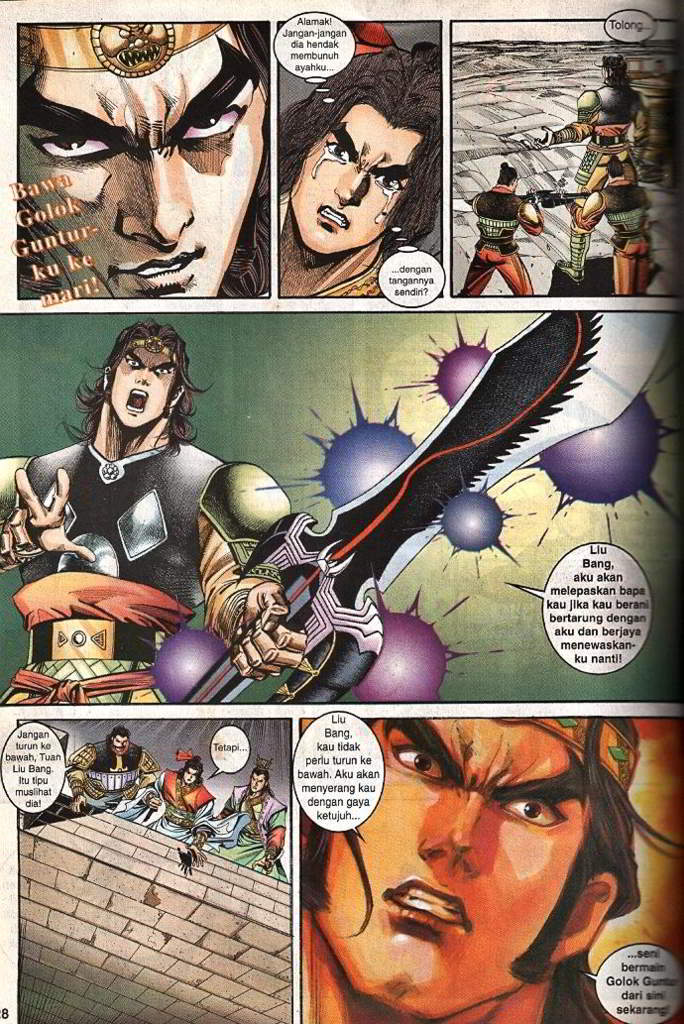 Bawa
Golok
Guntur-
ku ke
mari!
Alamak!
Jangan-jangan
dia hendak
membunuh
ayahku...
...dengan
tangannya
sendiri?
Tolong...
Liu
Bang,
aku akan
melepaskan bapa
kau jika kau berani
bertarung dengan
aku dan berjaya
menewaskan-
ku nanti!
Jangan
turun ke
bawah, Tuan
Liu Bang.
Itu tipu
muslihat
dia!
Tetapi...
Liu
Bang,
kau tidak
perlu turun ke
bawah. Aku akan
menyerang kau
dengan gaya
ketujuh...
...seni
bermain
Golok Guntur
dari sini
sekarang!
28